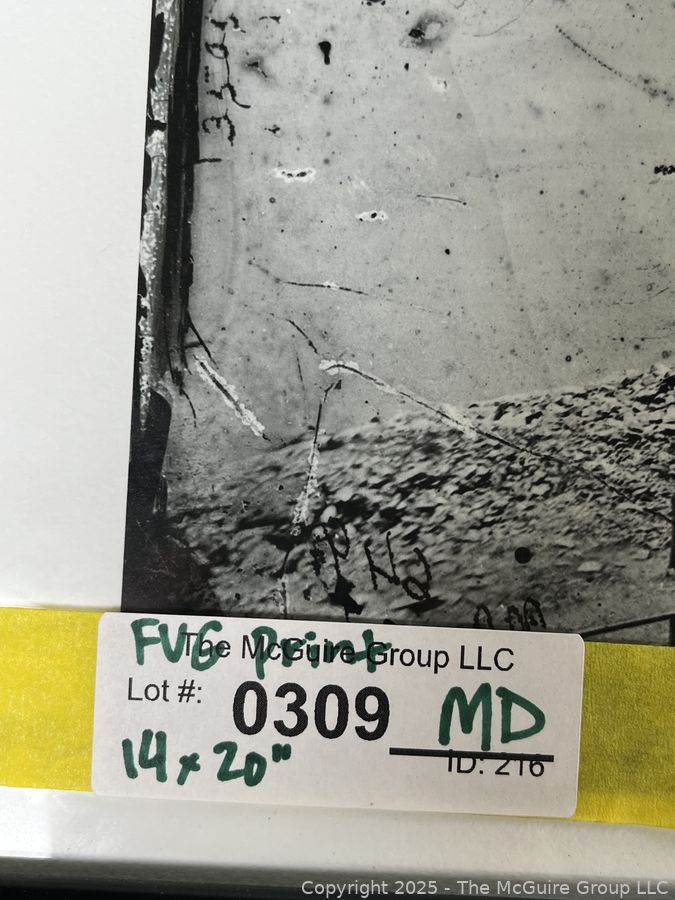 13505
FVG print
The McGuire Group LLC
Lot #:
0309
MD
14 x 20"
ID: 216
Copyright 2025 - The McGuire Group LLC